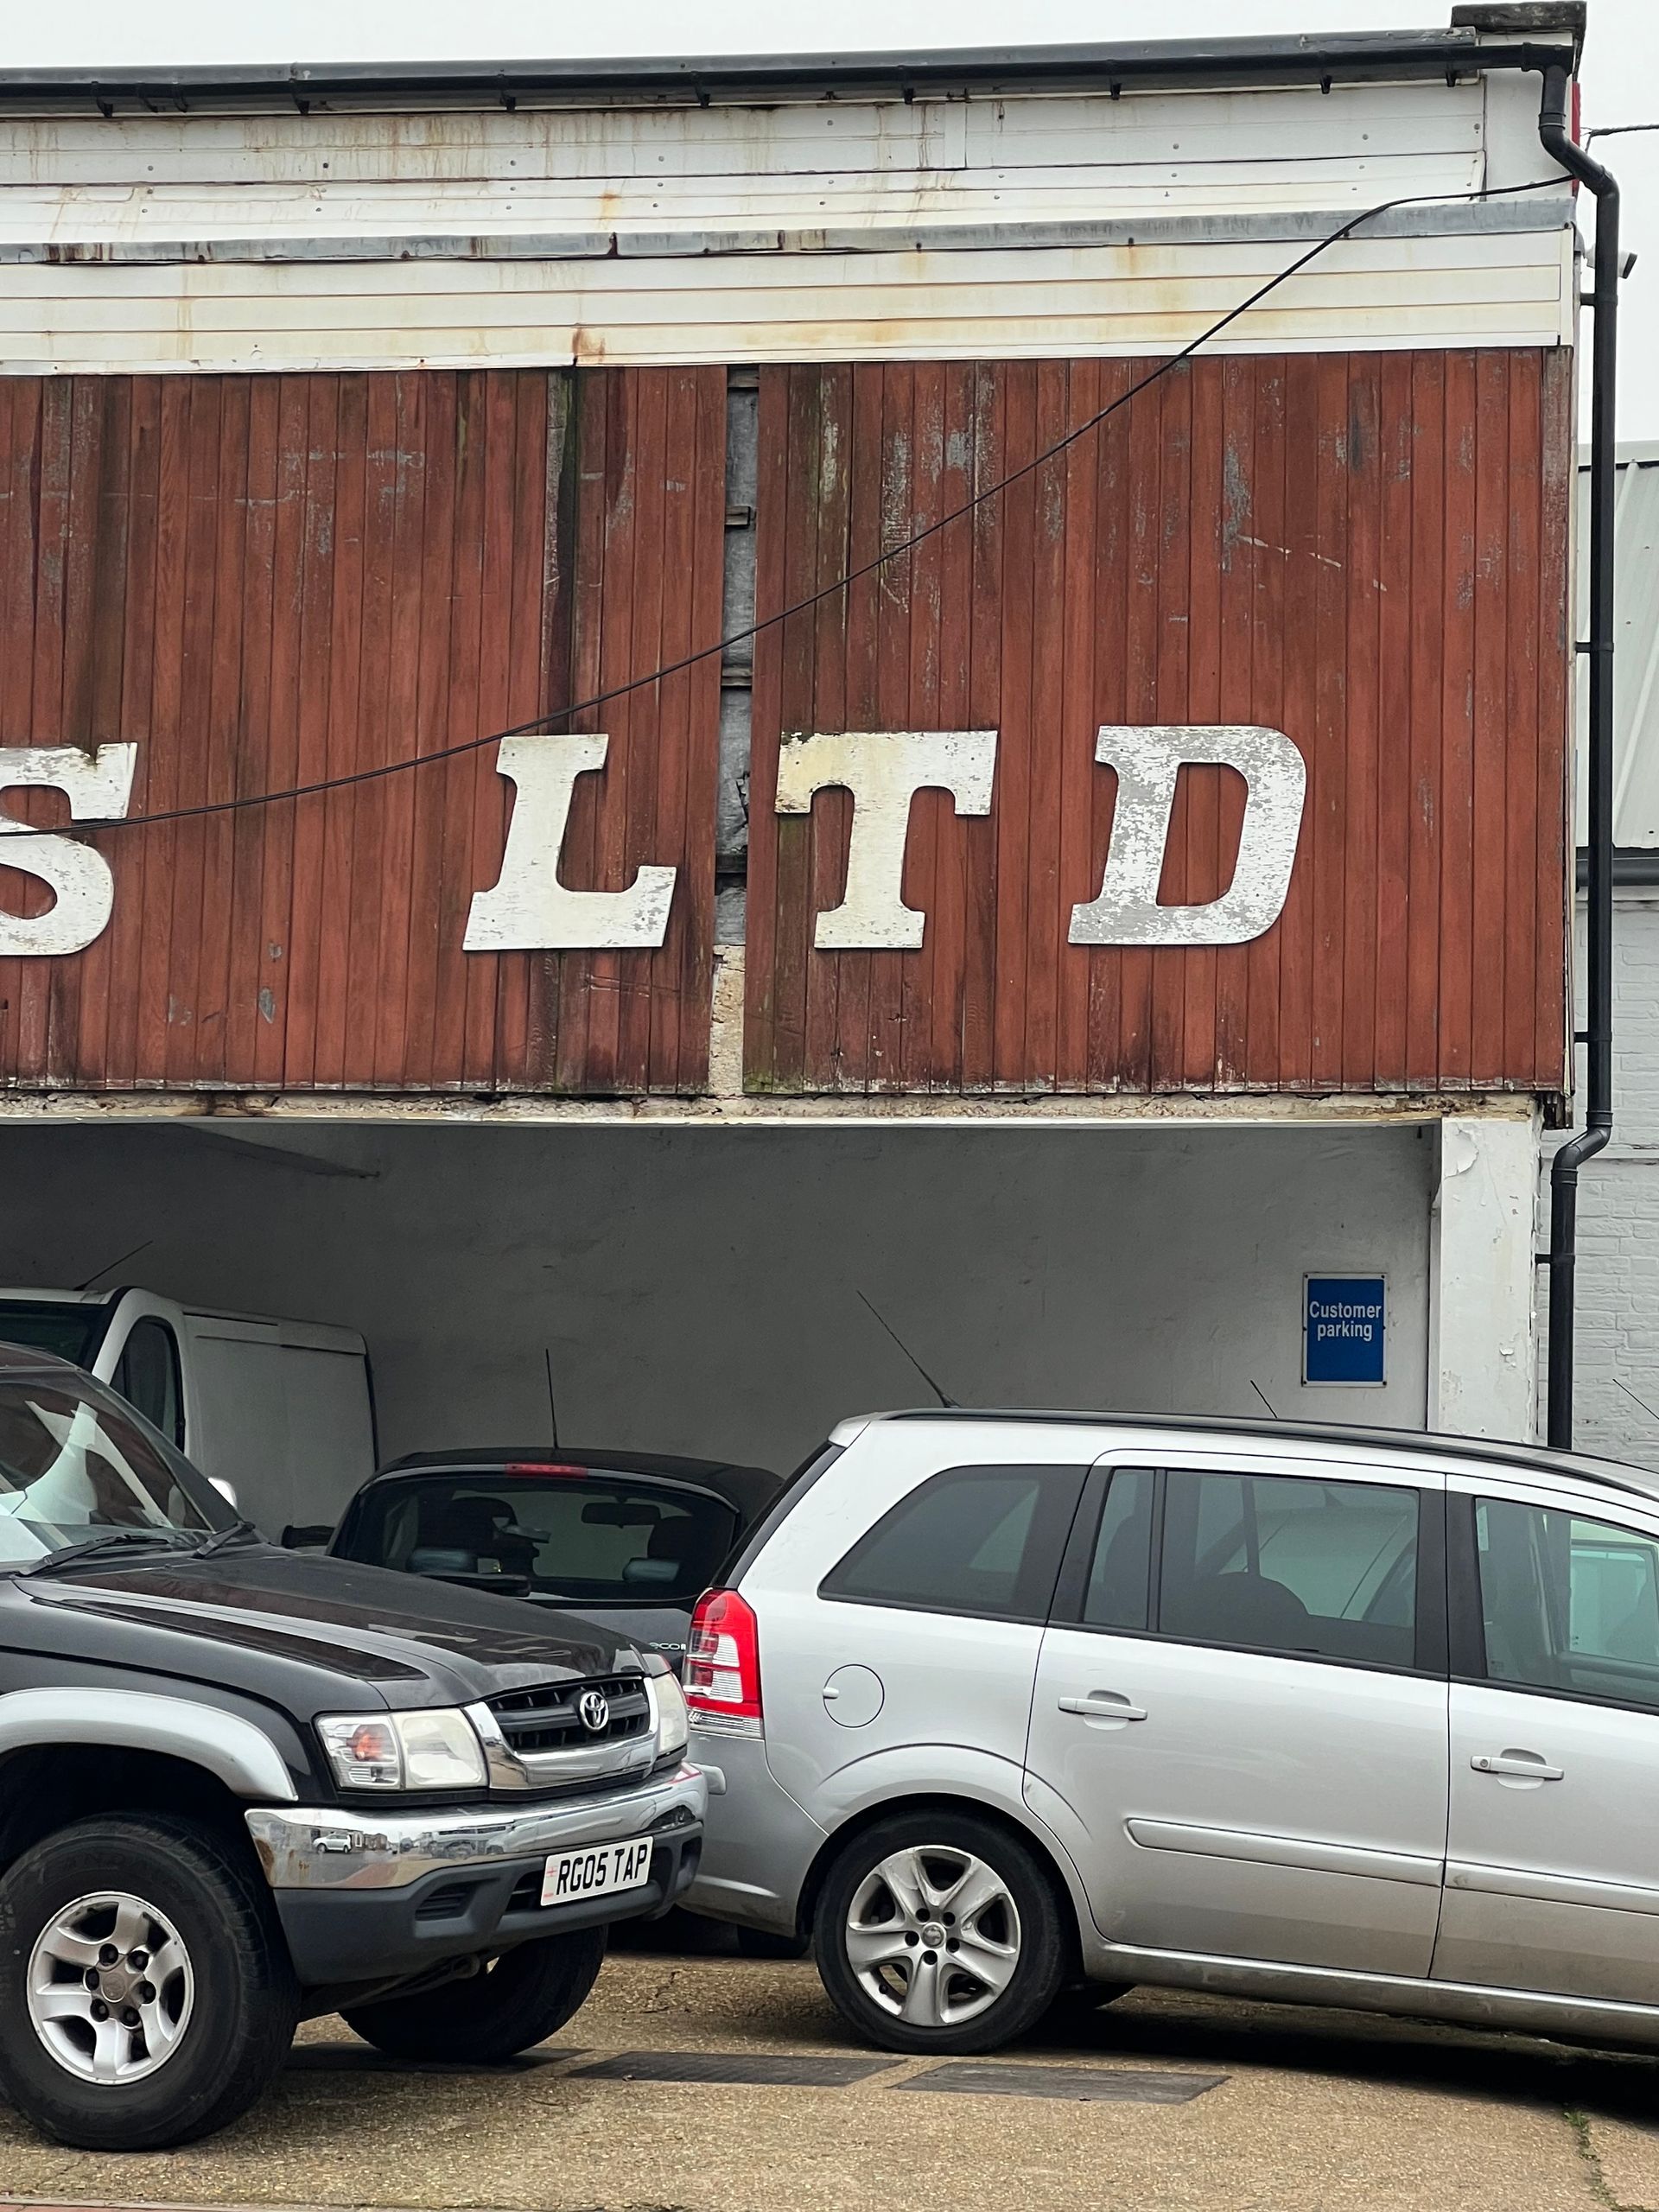 S LTD
Customer
parking
RG05 TAP